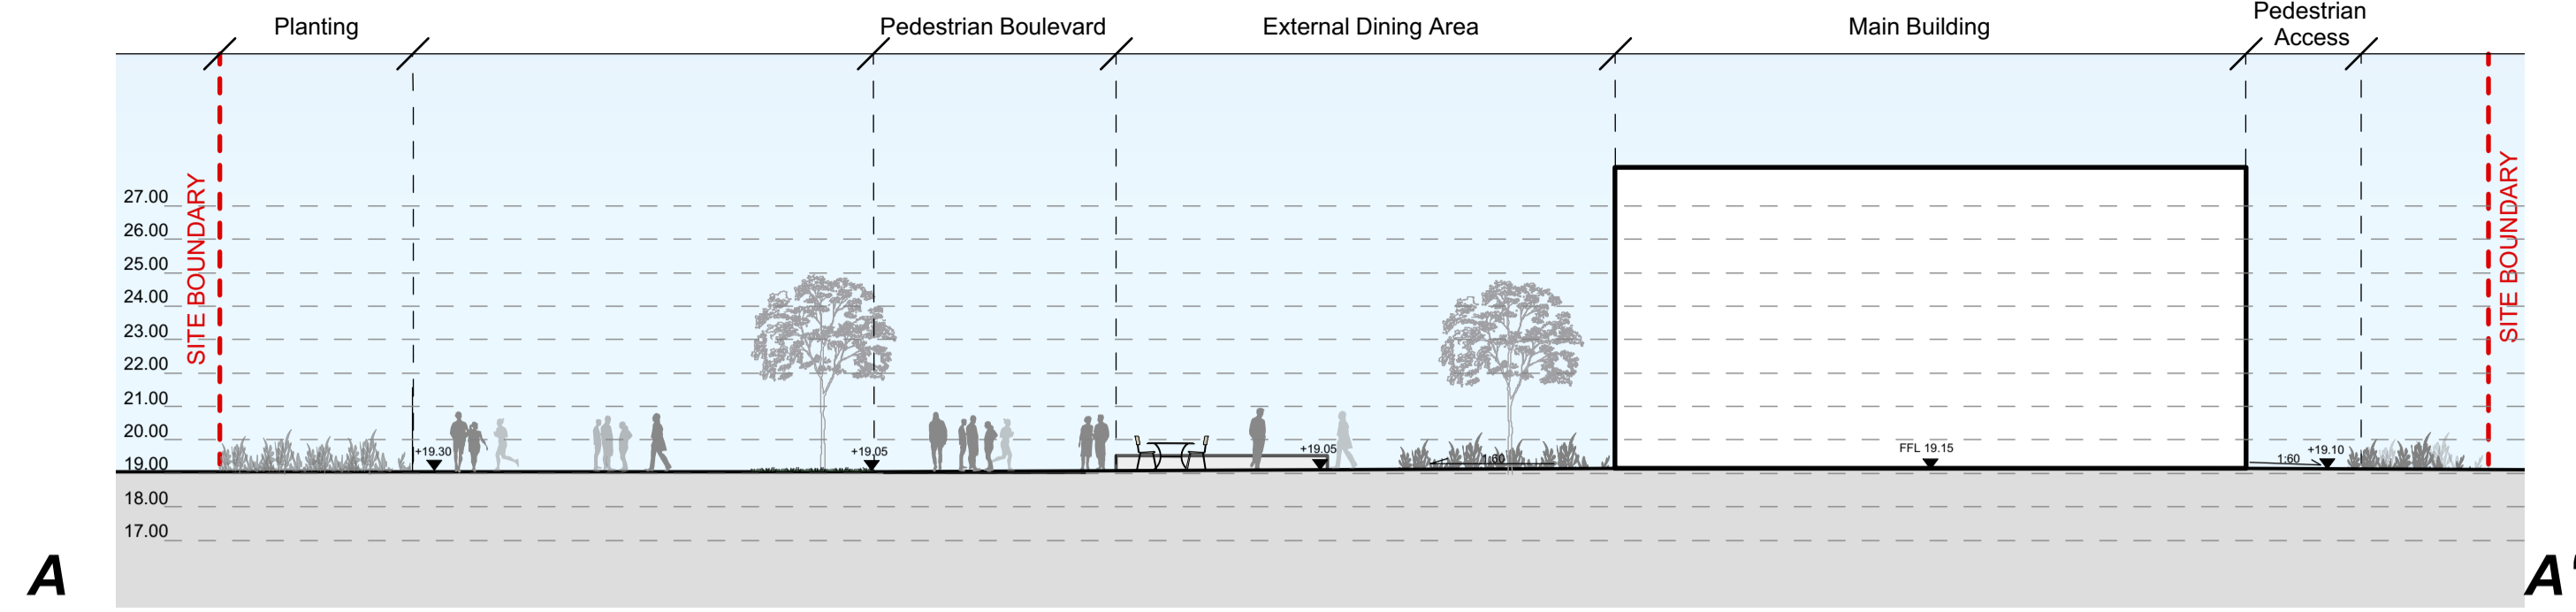 Planting
Pedestrian Boulevard
External Dining Area
Main Building
Pedestrian
Access
SITE BOUNDARY
SITE BOUNDARY
27.00
26.00
25.00
24.00
23.00
22.00
21.00
20.00
19.00
18.00
17.00
+19.30
+19.05
+19.05
1:60
FFL 19.15
1:60
+19.10
A
A'